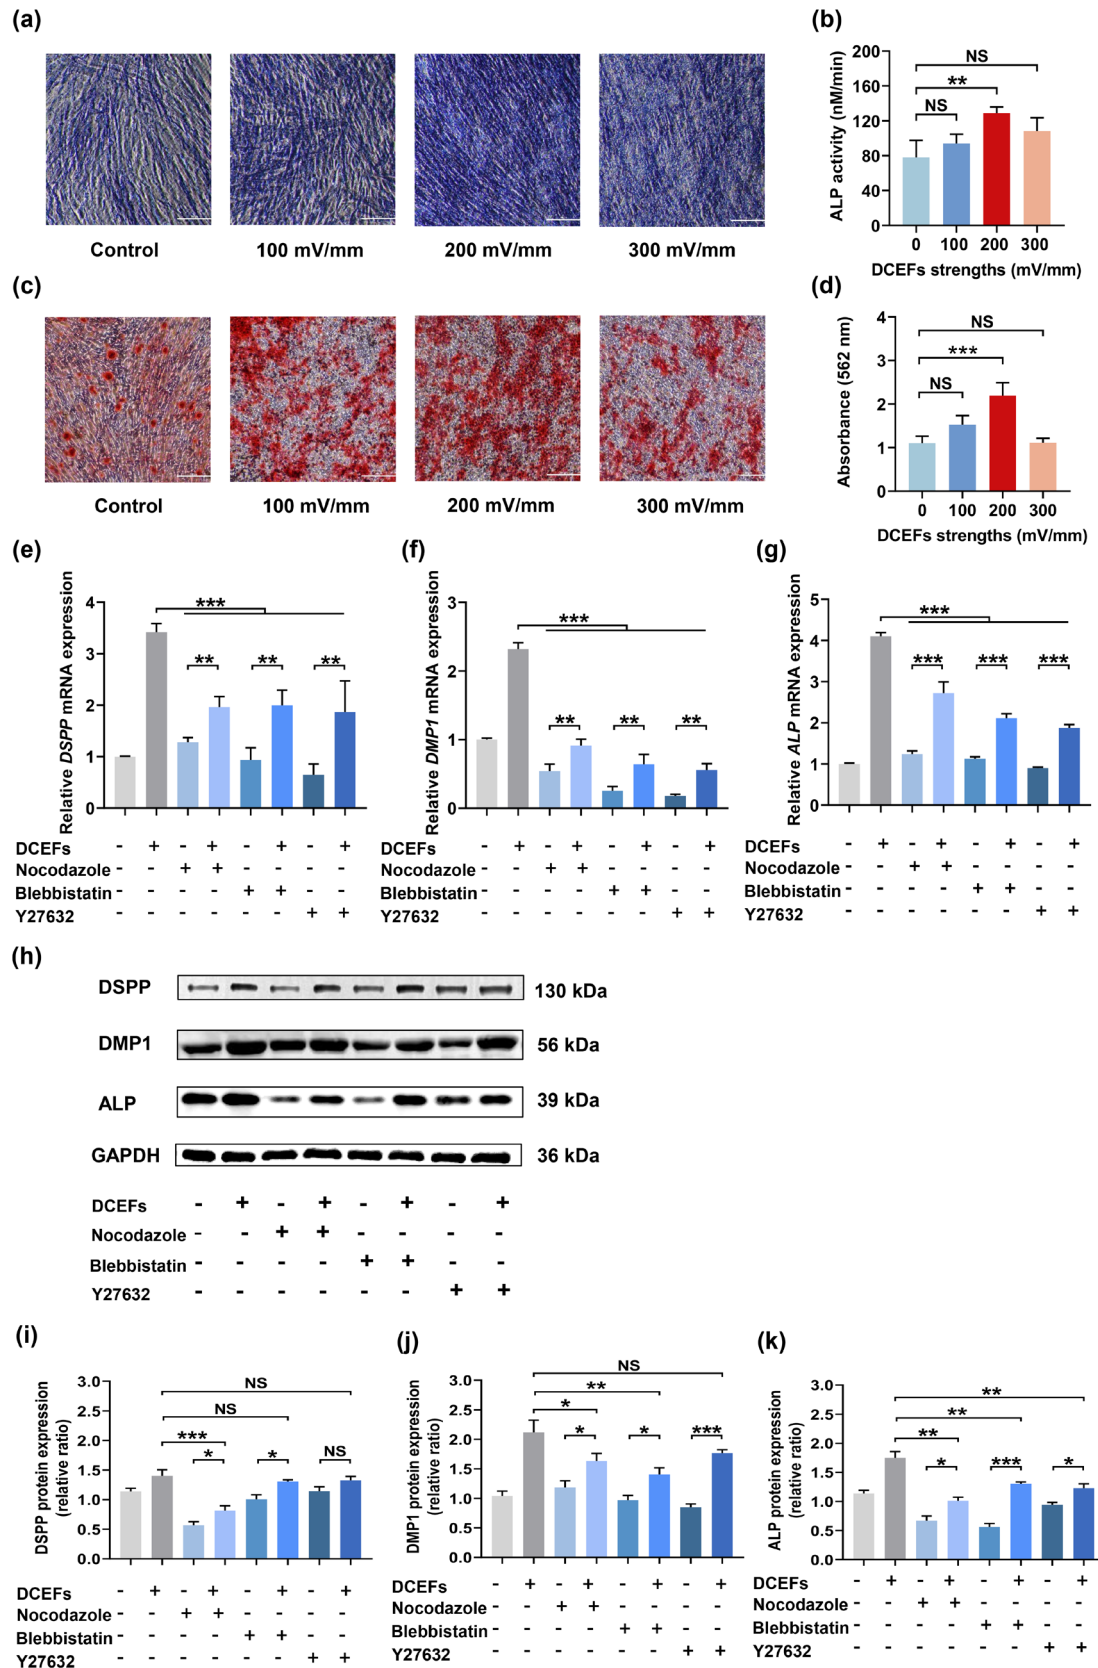 (a)
Control 100 mV/mm 200 mV/mm 300 mV/mm
(b)
ALP activity (nM/min)
200
160
120
80
40
0
NS
**
NS
0 100 200 300
DCEFs strengths (mV/mm)
(c)
Control 100 mV/mm 200 mV/mm 300 mV/mm
(d)
Absorbance (562 nm)
4
3
2
1
0
NS
***
NS
0 100 200 300
DCEFs strengths (mV/mm)
(e)
Relative DSPP mRNA expression
4
3
2
1
0
***
** ** **
DCEFs - + - + - + - +
Nocodazole - - + + - - - -
Blebbistatin - - - - + + - -
Y27632 - - - - - - + +
(f)
Relative DMP1 mRNA expression
3
2
1
0
***
** ** **
DCEFs - + - + - + - +
Nocodazole - - + + - - - -
Blebbistatin - - - - + + - -
Y27632 - - - - - - + +
(g)
Relative ALP mRNA expression
5
4
3
2
1
0
***
*** *** ***
DCEFs - + - + - + - +
Nocodazole - - + + - - - -
Blebbistatin - - - - + + - -
Y27632 - - - - - - + +
(h)
DSPP 130 kDa
DMP1 56 kDa
ALP 39 kDa
GAPDH 36 kDa
DCEFs - + - + - + - +
Nocodazole - - + + - - - -
Blebbistatin - - - - + + - -
Y27632 - - - - - - + +
(i)
DSPP protein expression
(relative ratio)
3.0
2.5
2.0
1.5
1.0
0.5
0.0
NS
NS
***
* * NS
DCEFs - + - + - + - +
Nocodazole - - + + - - - -
Blebbistatin - - - - + + - -
Y27632 - - - - - - + +
(j)
DMP1 protein expression
(relative ratio)
3.0
2.5
2.0
1.5
1.0
0.5
0.0
NS
**
*
* * ***
DCEFs - + - + - + - +
Nocodazole - - + + - - - -
Blebbistatin - - - - + + - -
Y27632 - - - - - - + +
(k)
ALP protein expression
(relative ratio)
3.0
2.5
2.0
1.5
1.0
0.5
0.0
**
**
**
* *** *
DCEFs - + - + - + - +
Nocodazole - - + + - - - -
Blebbistatin - - - - + + - -
Y27632 - - - - - - + +